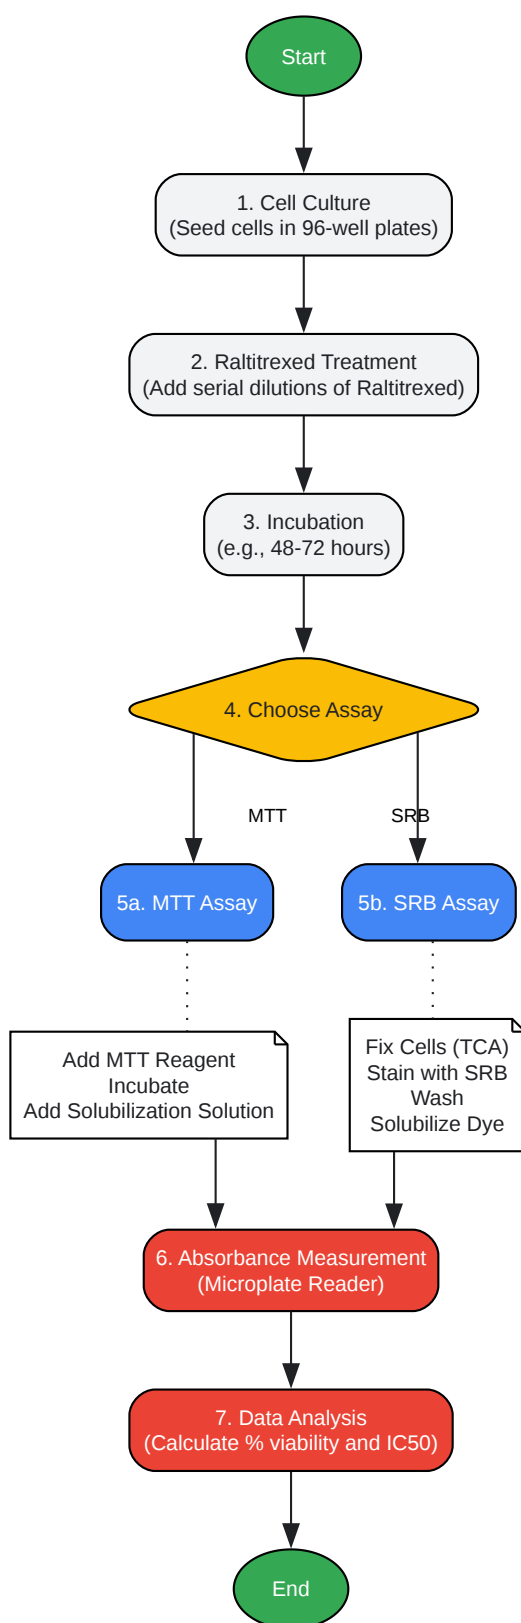 Start
1. Cell Culture
(Seed cells in 96-well plates)
2. Raltitrexed Treatment
(Add serial dilutions of Raltitrexed)
3. Incubation
(e.g., 48-72 hours)
4. Choose Assay
MTT
SRB
5a. MTT Assay
5b. SRB Assay
Add MTT Reagent
Incubate
Add Solubilization Solution
Fix Cells (TCA)
Stain with SRB
Wash
Solubilize Dye
6. Absorbance Measurement
(Microplate Reader)
7. Data Analysis
(Calculate % viability and IC50)
End